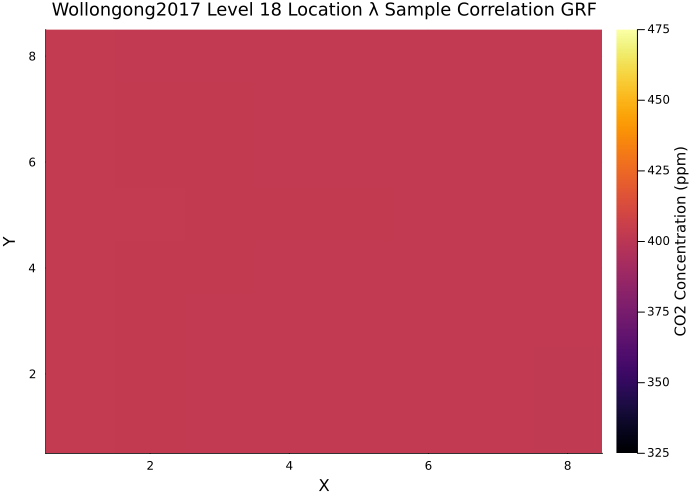 Wollongong2017 Level 18 Location λ Sample Correlation GRF
8
6
4
2
Y
2 4 6 8
X
475
450
425
400
375
350
325
CO2 Concentration (ppm)